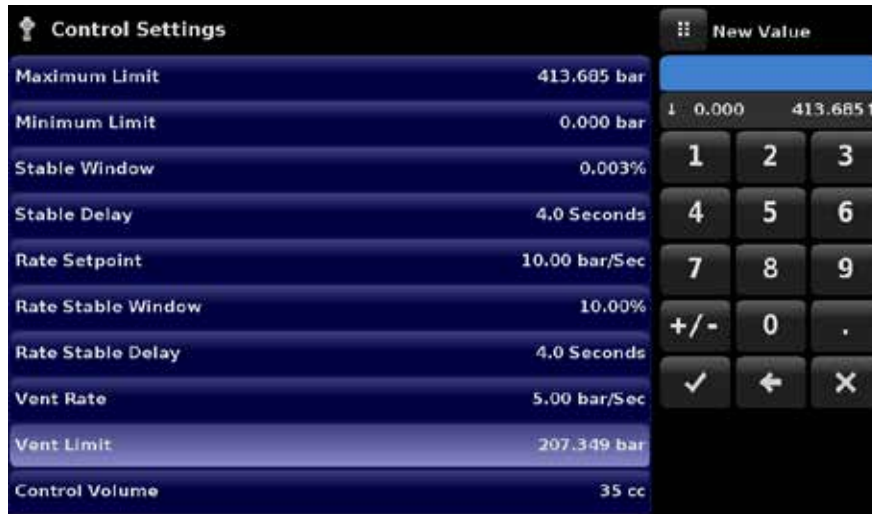 Control Settings
Maximum Limit 413.685 bar
Minimum Limit 0.000 bar
Stable Window 0.003%
Stable Delay 4.0 Seconds
Rate Setpoint 10.00 bar/Sec
Rate Stable Window 10.00%
Rate Stable Delay 4.0 Seconds
Vent Rate 5.00 bar/Sec
Vent Limit 207.349 bar
Control Volume 35 cc
New Value
↓ 0.000 413.685↑
1 2 3
4 5 6
7 8 9
+/- 0 .